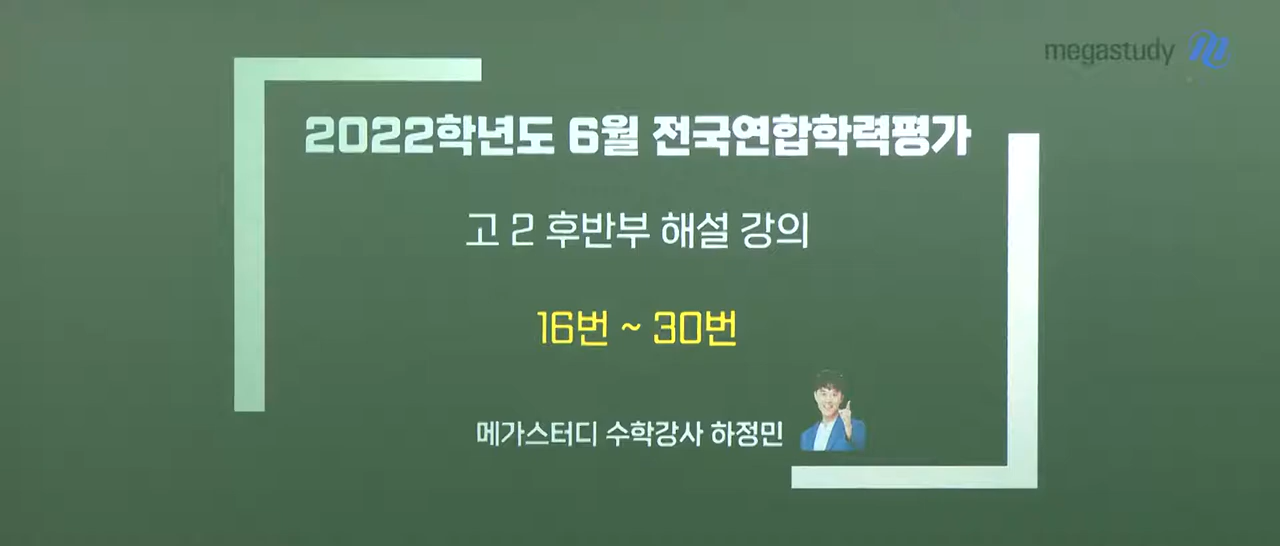 megastudy
2022학년도 6월 전국연합학력평가
고 2 후반부 해설 강의
16번 ~ 30번
메가스터디 수학강사 하정민